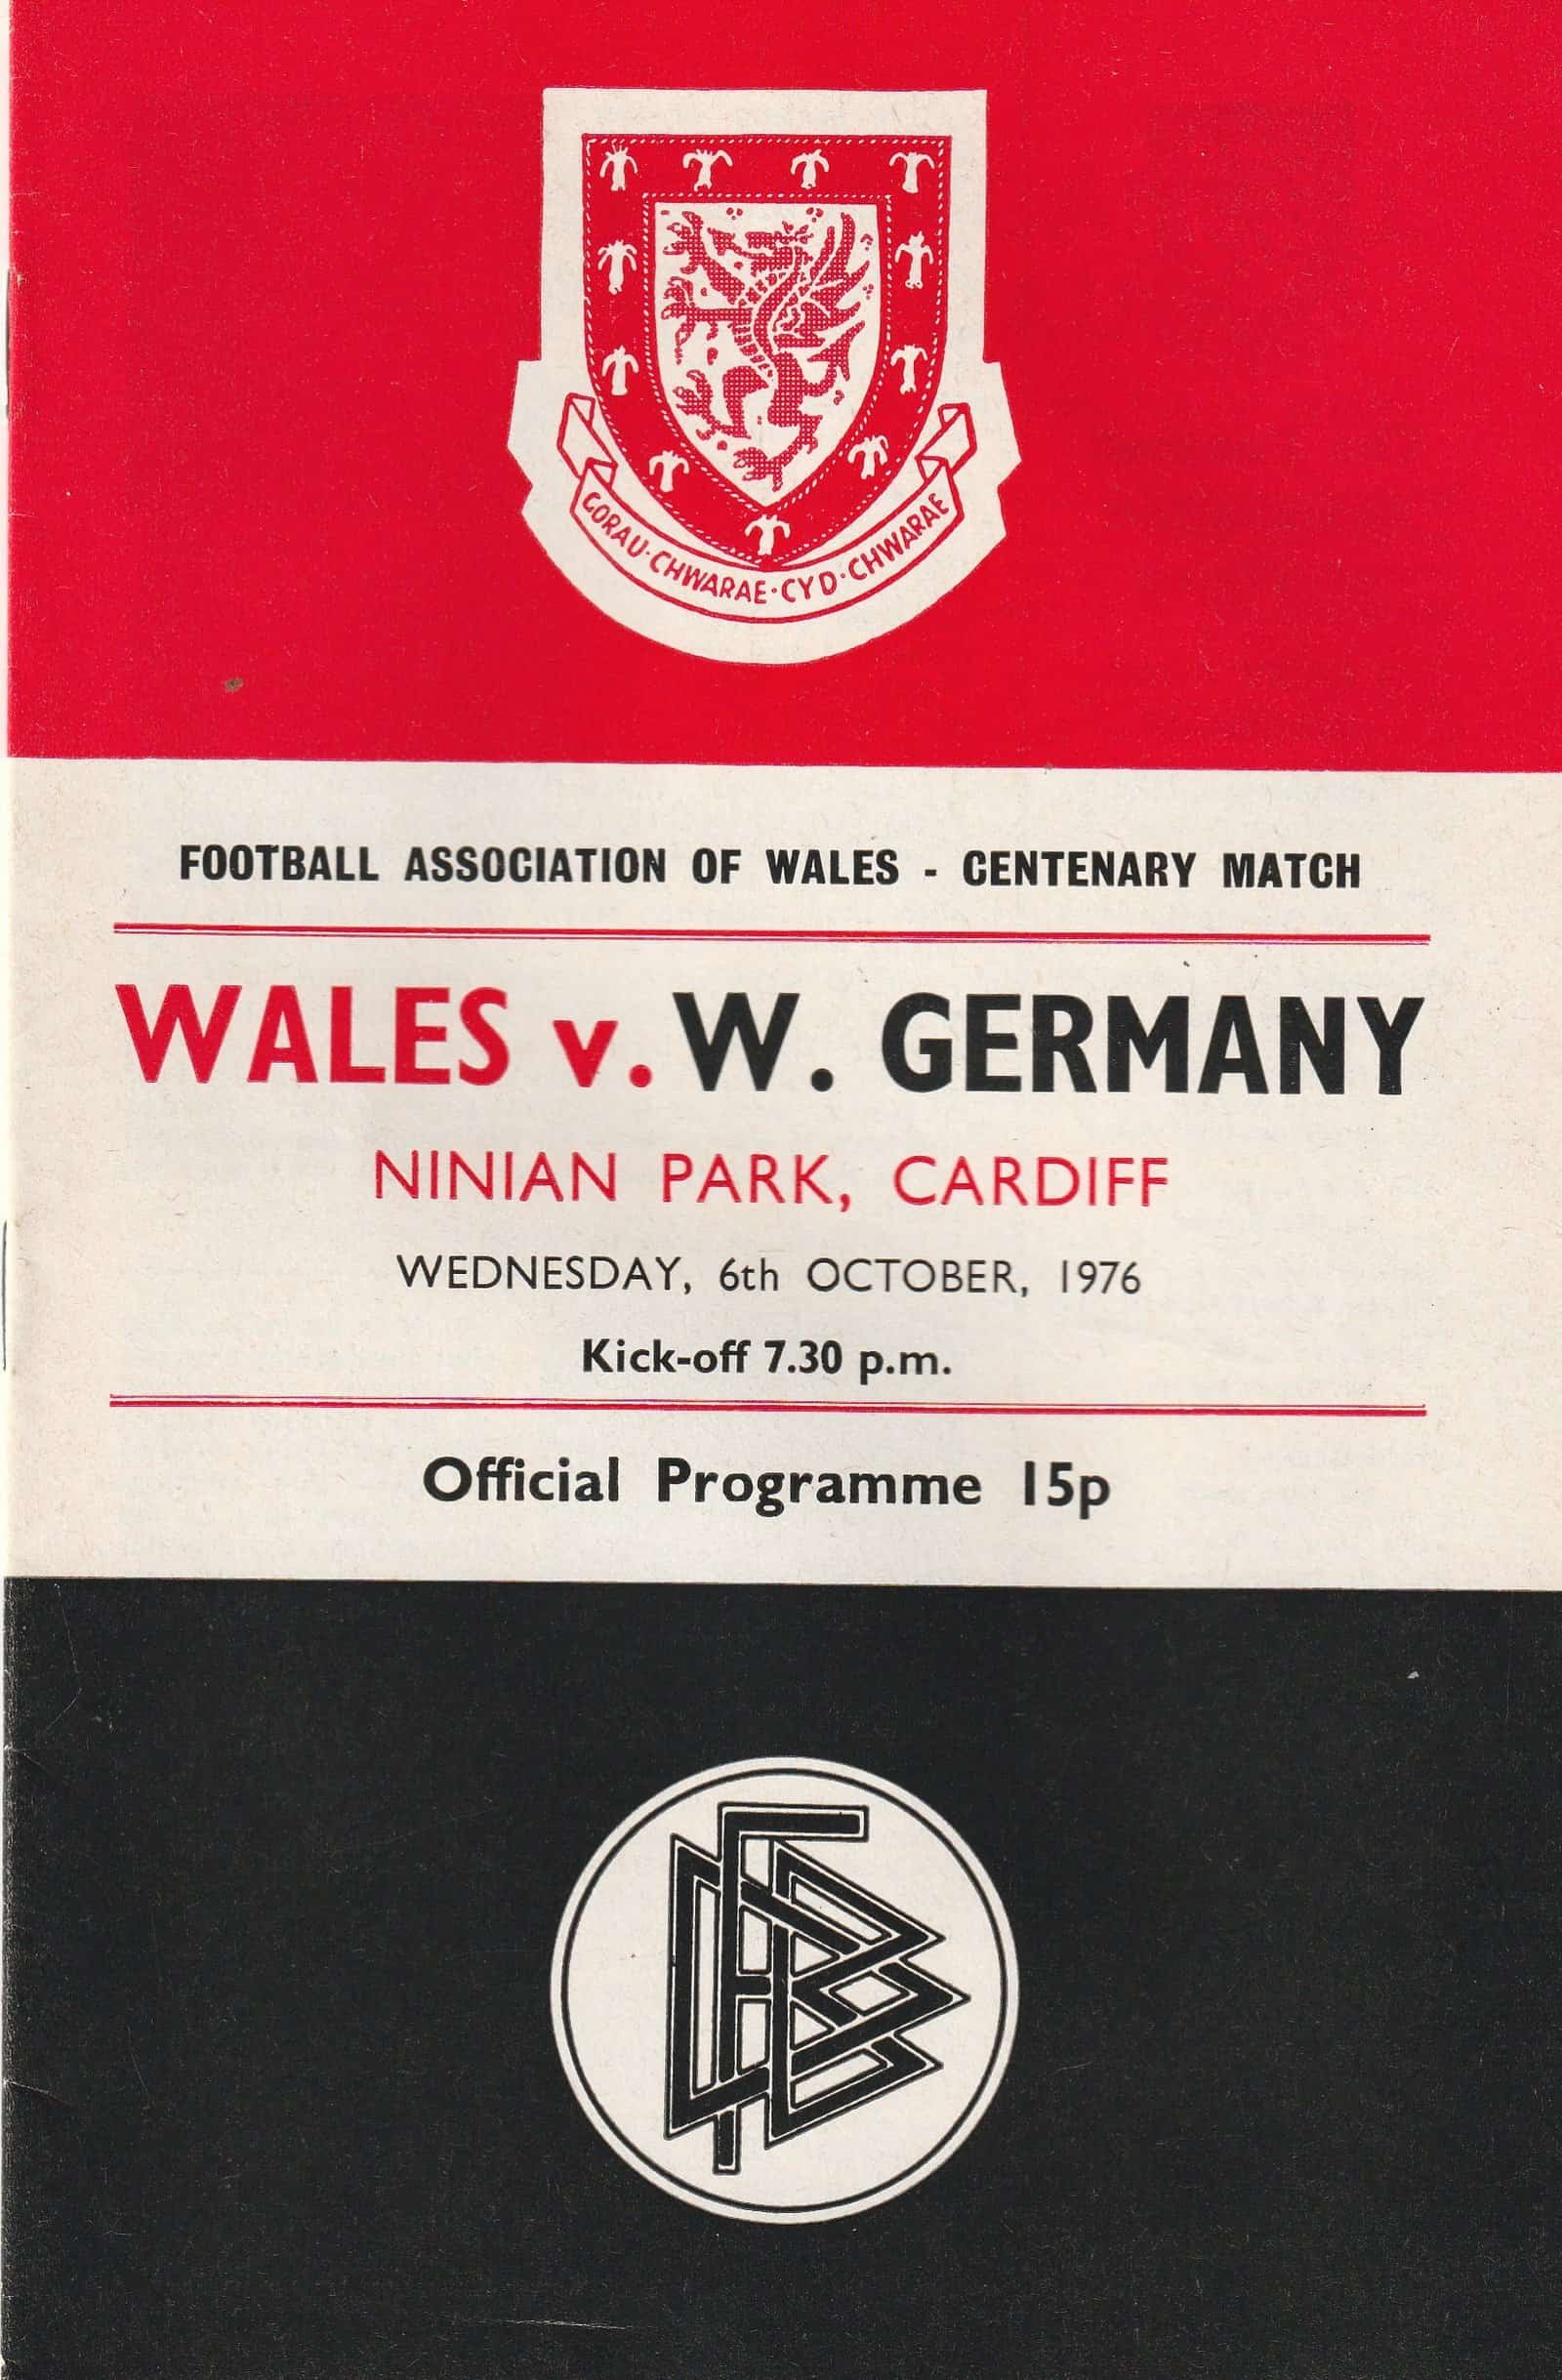 GORAU·CHWARAE·CYD·CHWARAE
FOOTBALL ASSOCIATION OF WALES - CENTENARY MATCH
WALES v. W. GERMANY
NINIAN PARK, CARDIFF
WEDNESDAY, 6th OCTOBER, 1976
Kick-off 7.30 p.m.
Official Programme 15p
DFB